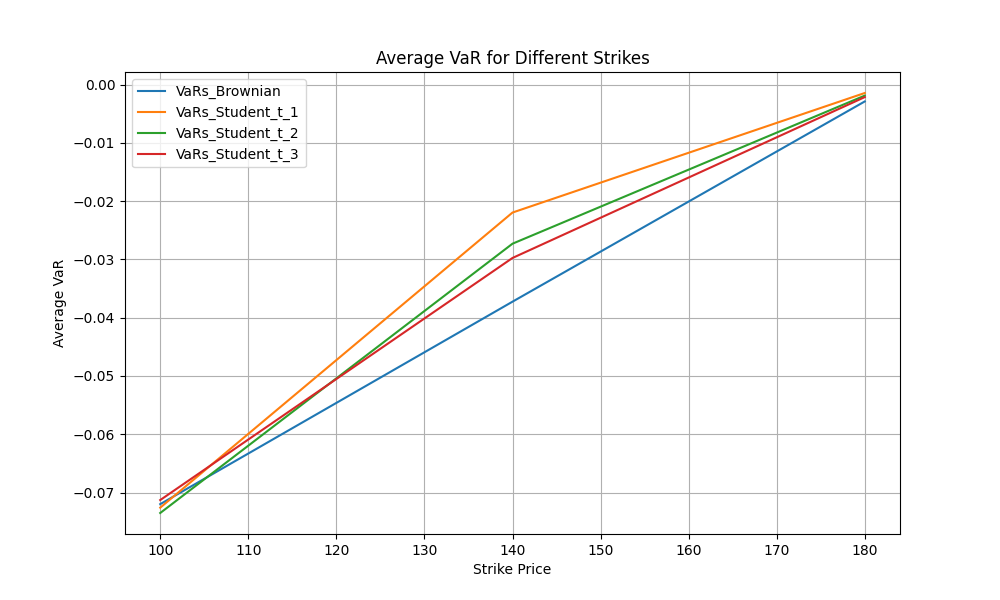 Average VaR for Different Strikes
VaRs_Brownian
VaRs_Student_t_1
VaRs_Student_t_2
VaRs_Student_t_3
Average VaR
0.00
−0.01
−0.02
−0.03
−0.04
−0.05
−0.06
−0.07
100 110 120 130 140 150 160 170 180
Strike Price